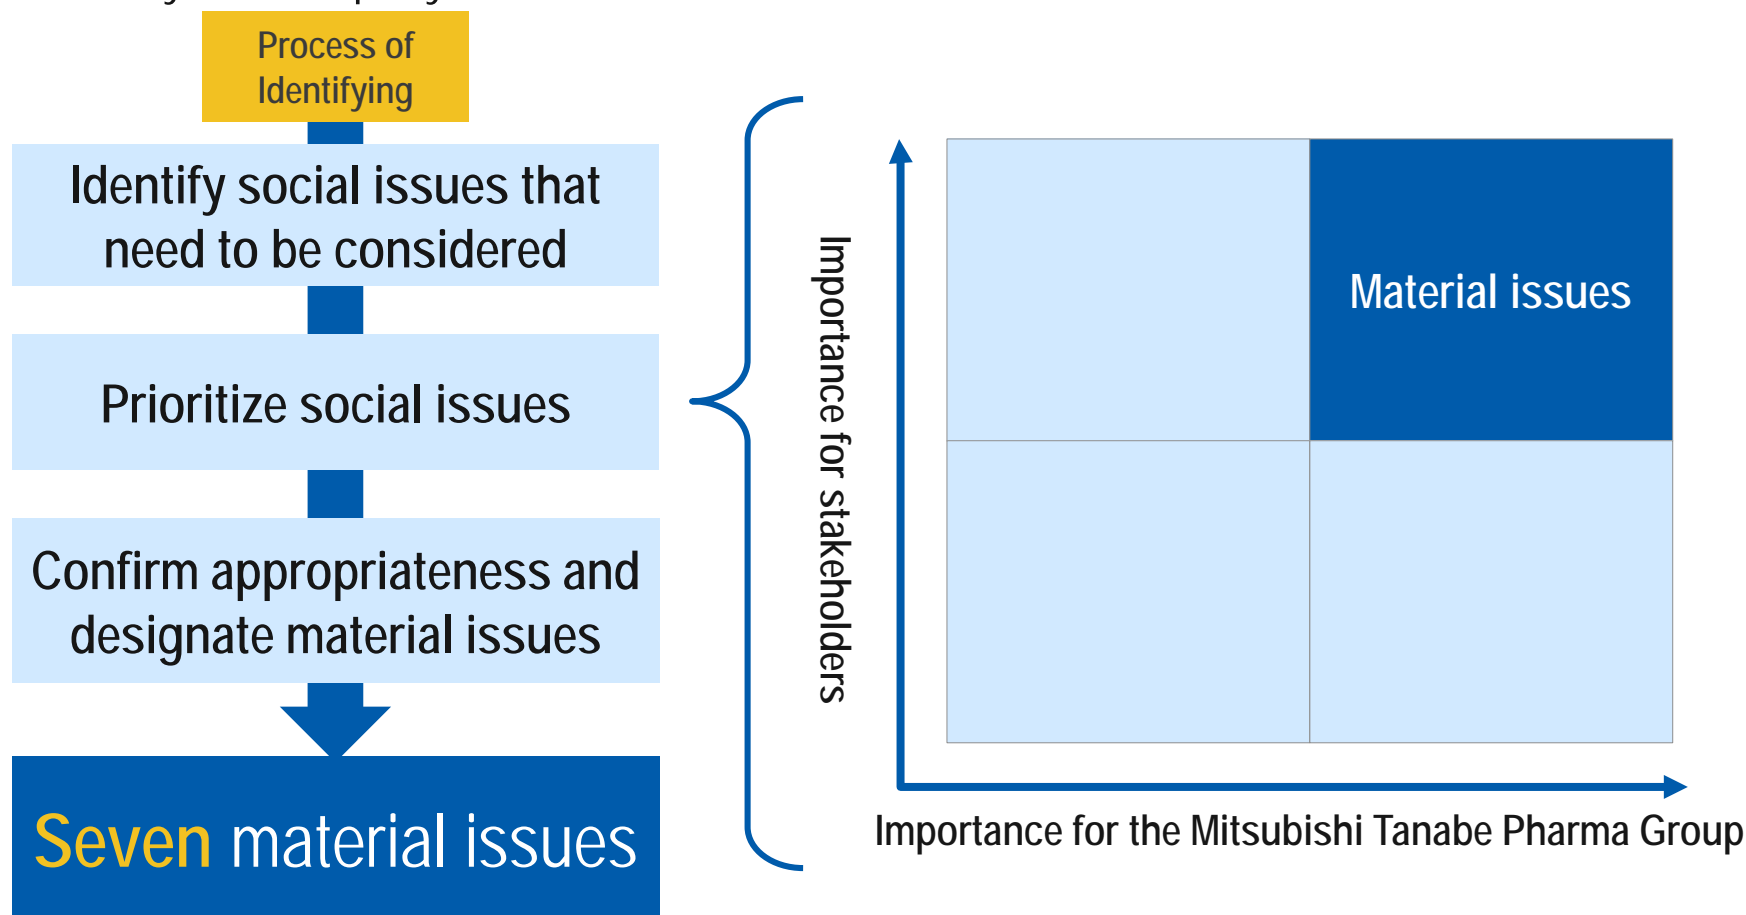 Process of
Identifying
Identify social issues that
need to be considered
Prioritize social issues
Confirm appropriateness and
designate material issues
Seven material issues
Importance for stakeholders
Material issues
Importance for the Mitsubishi Tanabe Pharma Group